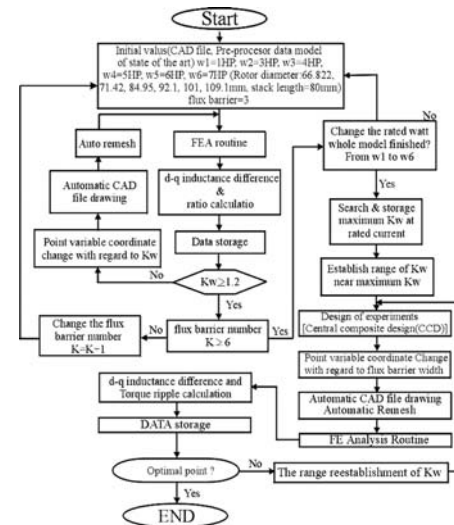 Start
Initial valus(CAD file, Pre-procesor data model
of state of the art) w1=1HP, w2=3HP, w3=4HP,
w4=5HP, w5=6HP, w6=7HP (Rotor diameter:66.822,
71.42, 84.95, 92.1, 101, 109.1mm, stack length=80mm)
flux barrier=3
Auto remesh
FEA routine
Automatic CAD
file drawing
d-q inductance difference
&
ratio calculatio
Point variable coordinate
change with regard to Kw
Data storage
No
Kw≥1.2
Yes
Change the flux
barrier number
K=K-1
No
flux barrier number
K≥6
Yes
No
Change the rated watt
whole model finished?
From w1 to w6
Yes
Search & storage
maximum Kw at
rated current
Establish range of Kw
near maximum Kw
Design of experiments
[Central composite design(CCD)]
Point variable coordinate Change
with regard to flux barrier width
Automatic CAD file drawing
Automatic Remesh
FE Analysis Routine
d-q inductance difference and
Torque ripple calculation
DATA storage
Optimal point ?
No
The range reestablishment of Kw
Yes
END